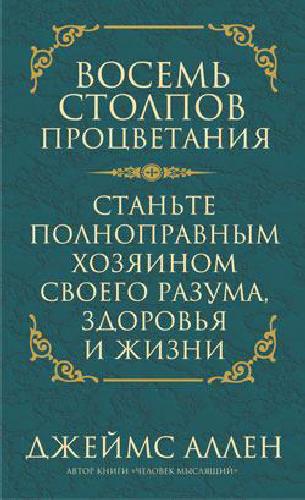 ВОСЕМЬ
СТОЛПОВ
ПРОЦВЕТАНИЯ
СТАНЬТЕ
ПОЛНОПРАВНЫМ
ХОЗЯИНОМ
СВОЕГО РАЗУМА,
ЗДОРОВЬЯ
И ЖИЗНИ
ДЖЕЙМС АЛЛЕН
АВТОР КНИГИ «ЧЕЛОВЕК МЫСЛЯЩИЙ»